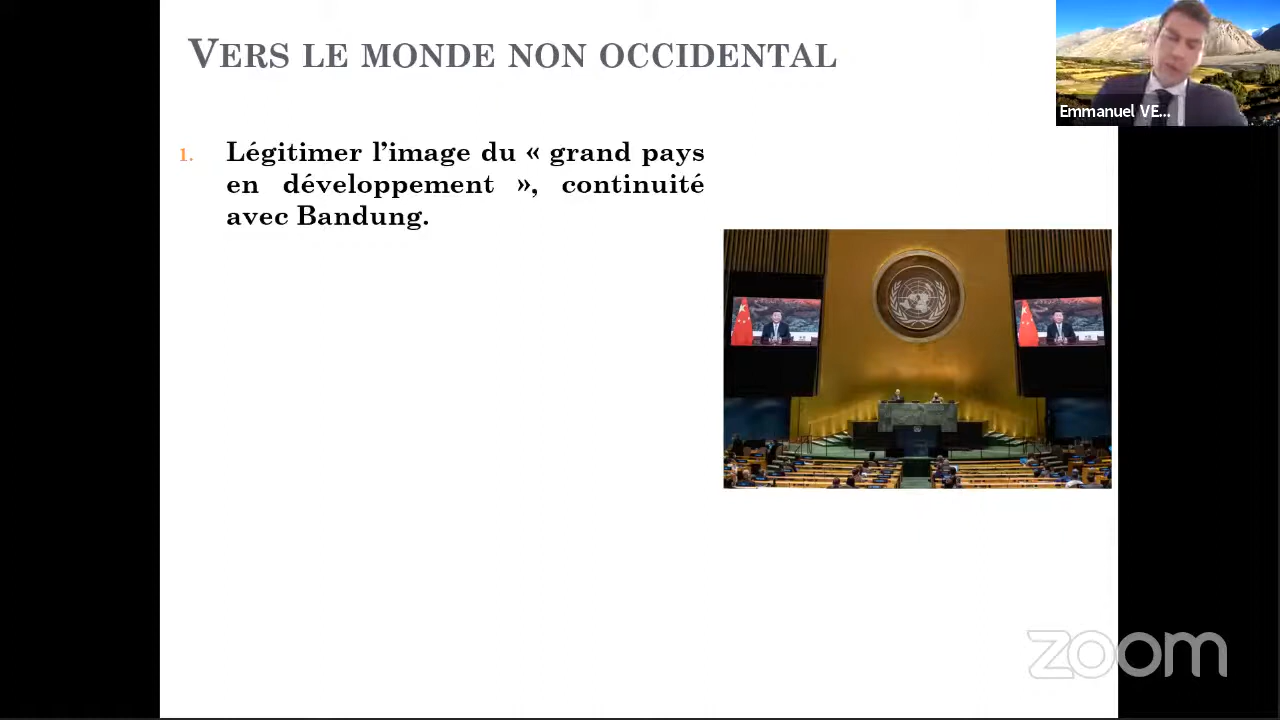 VERS LE MONDE NON OCCIDENTAL
Emmanuel VE...
1. Légitimer l’image du « grand pays
en développement », continuité
avec Bandung.
zoom